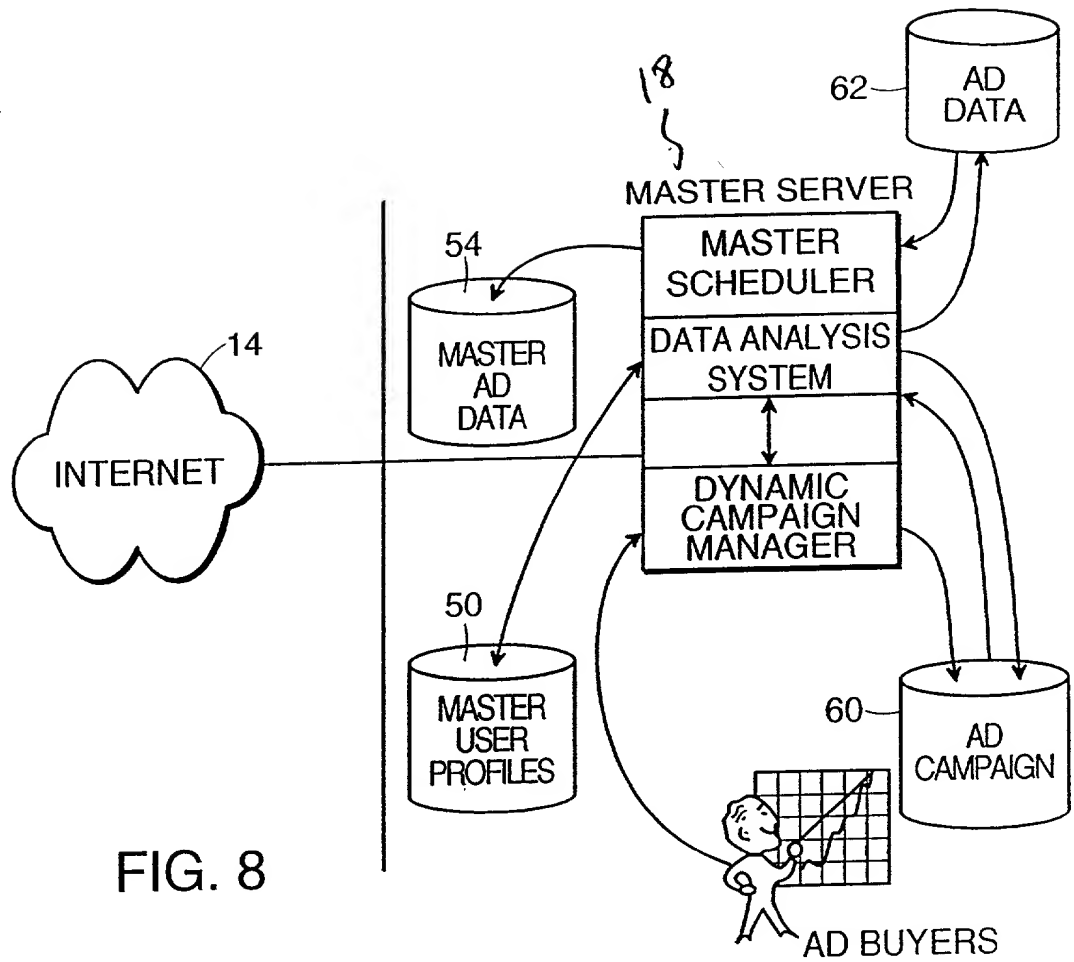 18
62
AD
DATA
MASTER SERVER
MASTER
SCHEDULER
54
MASTER
AD
DATA
DATA ANALYSIS
SYSTEM
14
INTERNET
DYNAMIC
CAMPAIGN
MANAGER
50
MASTER
USER
PROFILES
60
AD
CAMPAIGN
FIG. 8
AD BUYERS